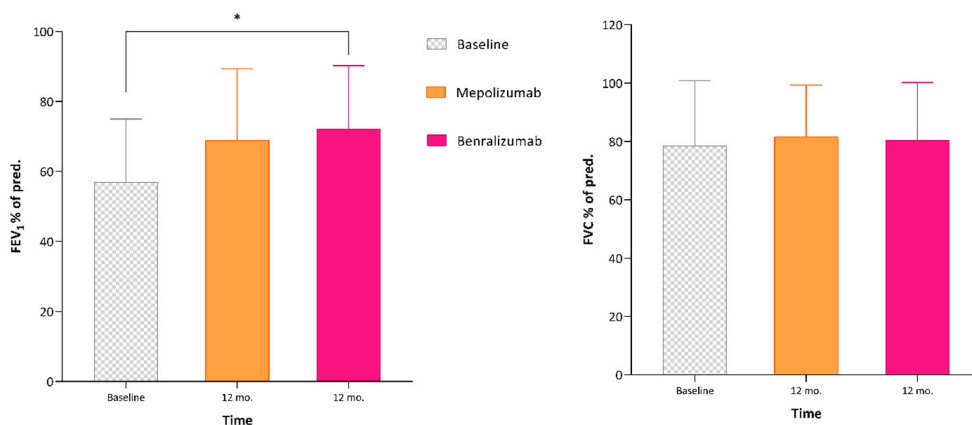 *
100
80
60
40
20
0
FEV₁ % of pred.
Baseline
12 mo.
12 mo.
Time
Baseline
Mepolizumab
Benralizumab
120
100
80
60
40
20
0
FVC % of pred.
Baseline
12 mo.
12 mo.
Time